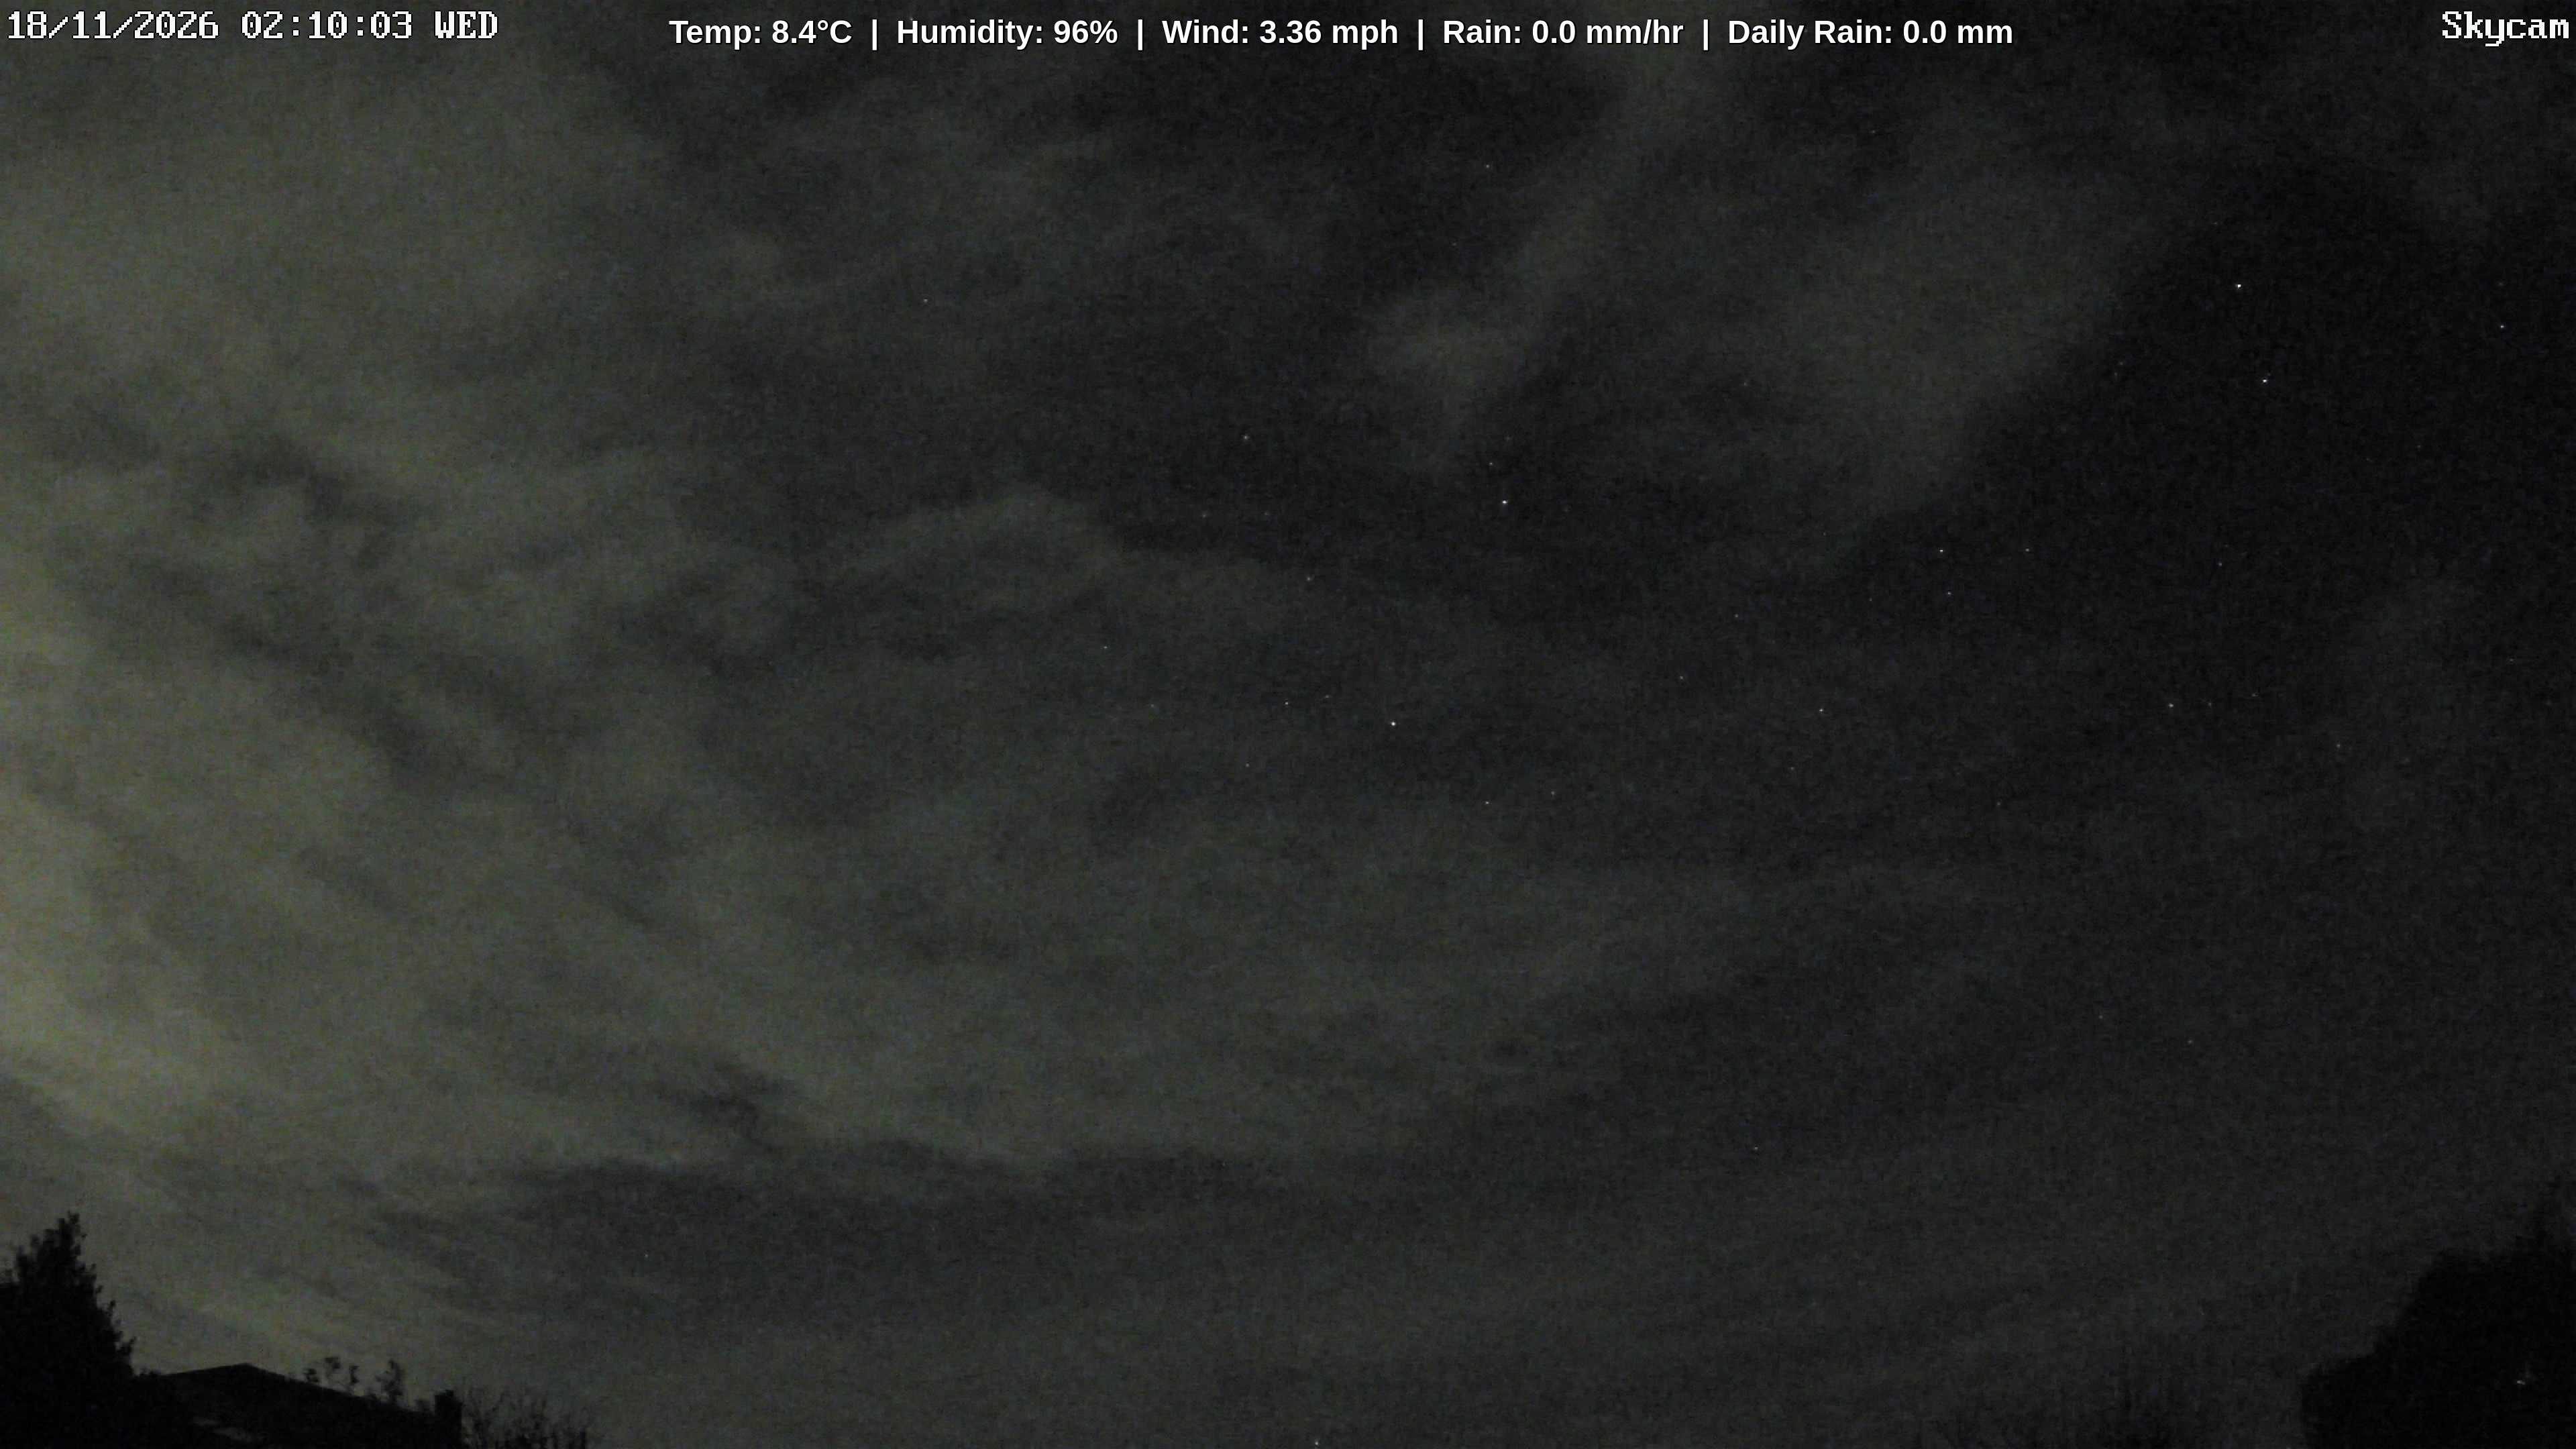 18/11/2026 02:10:03 WED
Temp: 8.4°C | Humidity: 96% | Wind: 3.36 mph | Rain: 0.0 mm/hr | Daily Rain: 0.0 mm
Skycam